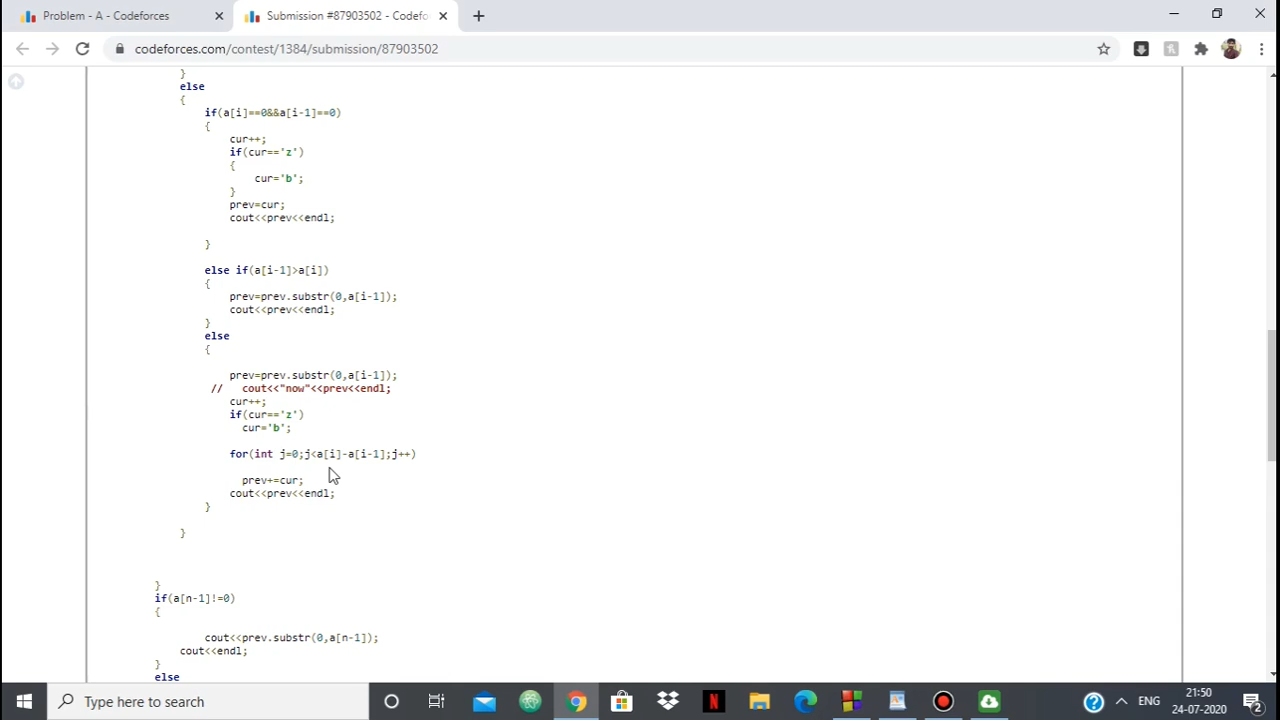 Problem - A - Codeforces
Submission #87903502 - Codefo
codeforces.com/contest/1384/submission/87903502
}
else
{
if(a[i]==0&&a[i-1]==0)
{
cur++;
if(cur=='z')
{
cur='b';
}
prev=cur;
cout<<prev<<endl;
}
else if(a[i-1]>a[i])
{
prev=prev.substr(0,a[i-1]);
cout<<prev<<endl;
}
else
{
prev=prev.substr(0,a[i-1]);
// cout<<"now"<<prev<<endl;
cur++;
if(cur=='z')
cur='b';
for(int j=0;j<a[i]-a[i-1];j++)
prev+=cur;
cout<<prev<<endl;
}
}
}
if(a[n-1]!=0)
{
cout<<prev.substr(0,a[n-1]);
cout<<endl;
}
else
Type here to search
ENG
21:50
24-07-2020
2